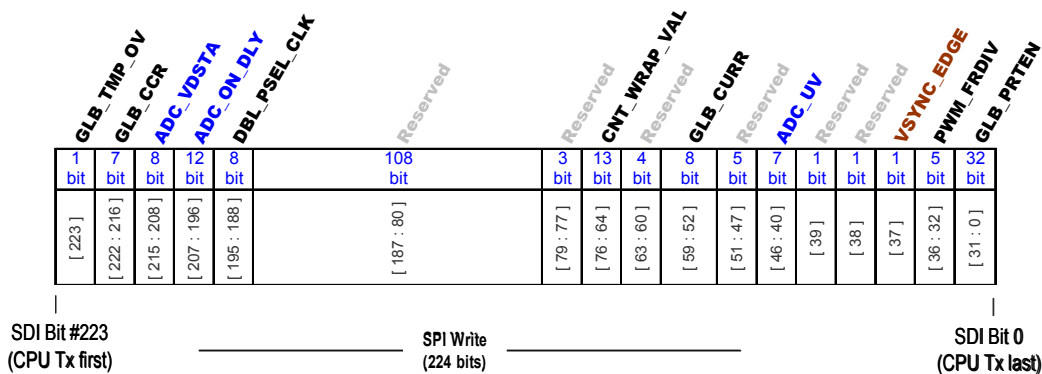 GLB_TMP_OV
GLB_CCR
ADC_VDSTA
ADC_ON_DLY
DBL_PSEL_CLK
Reserved
Reserved
CNT_WRAP_VAL
Reserved
GLB_CURR
Reserved
ADC_UV
Reserved
Reserved
VSYNC_EDGE
PWM_FRDIV
GLB_PRTEN
1 7 8 12 8 108 3 13 4 8 5 7 1 1 1 5 32
bit bit bit bit bit bit bit bit bit bit bit bit bit bit bit bit bit
[ 223 ]
[ 222 : 216 ]
[ 215 : 208 ]
[ 207 : 196 ]
[ 195 : 188 ]
[ 187 : 80 ]
[ 79 : 77 ]
[ 76 : 64 ]
[ 63 : 60 ]
[ 59 : 52 ]
[ 51 : 47 ]
[ 46 : 40 ]
[ 39 ]
[ 38 ]
[ 37 ]
[ 36 : 32 ]
[ 31 : 0 ]
SDI Bit #223
(CPU Tx first)
SPI Write
(224 bits)
SDI Bit 0
(CPU Tx last)